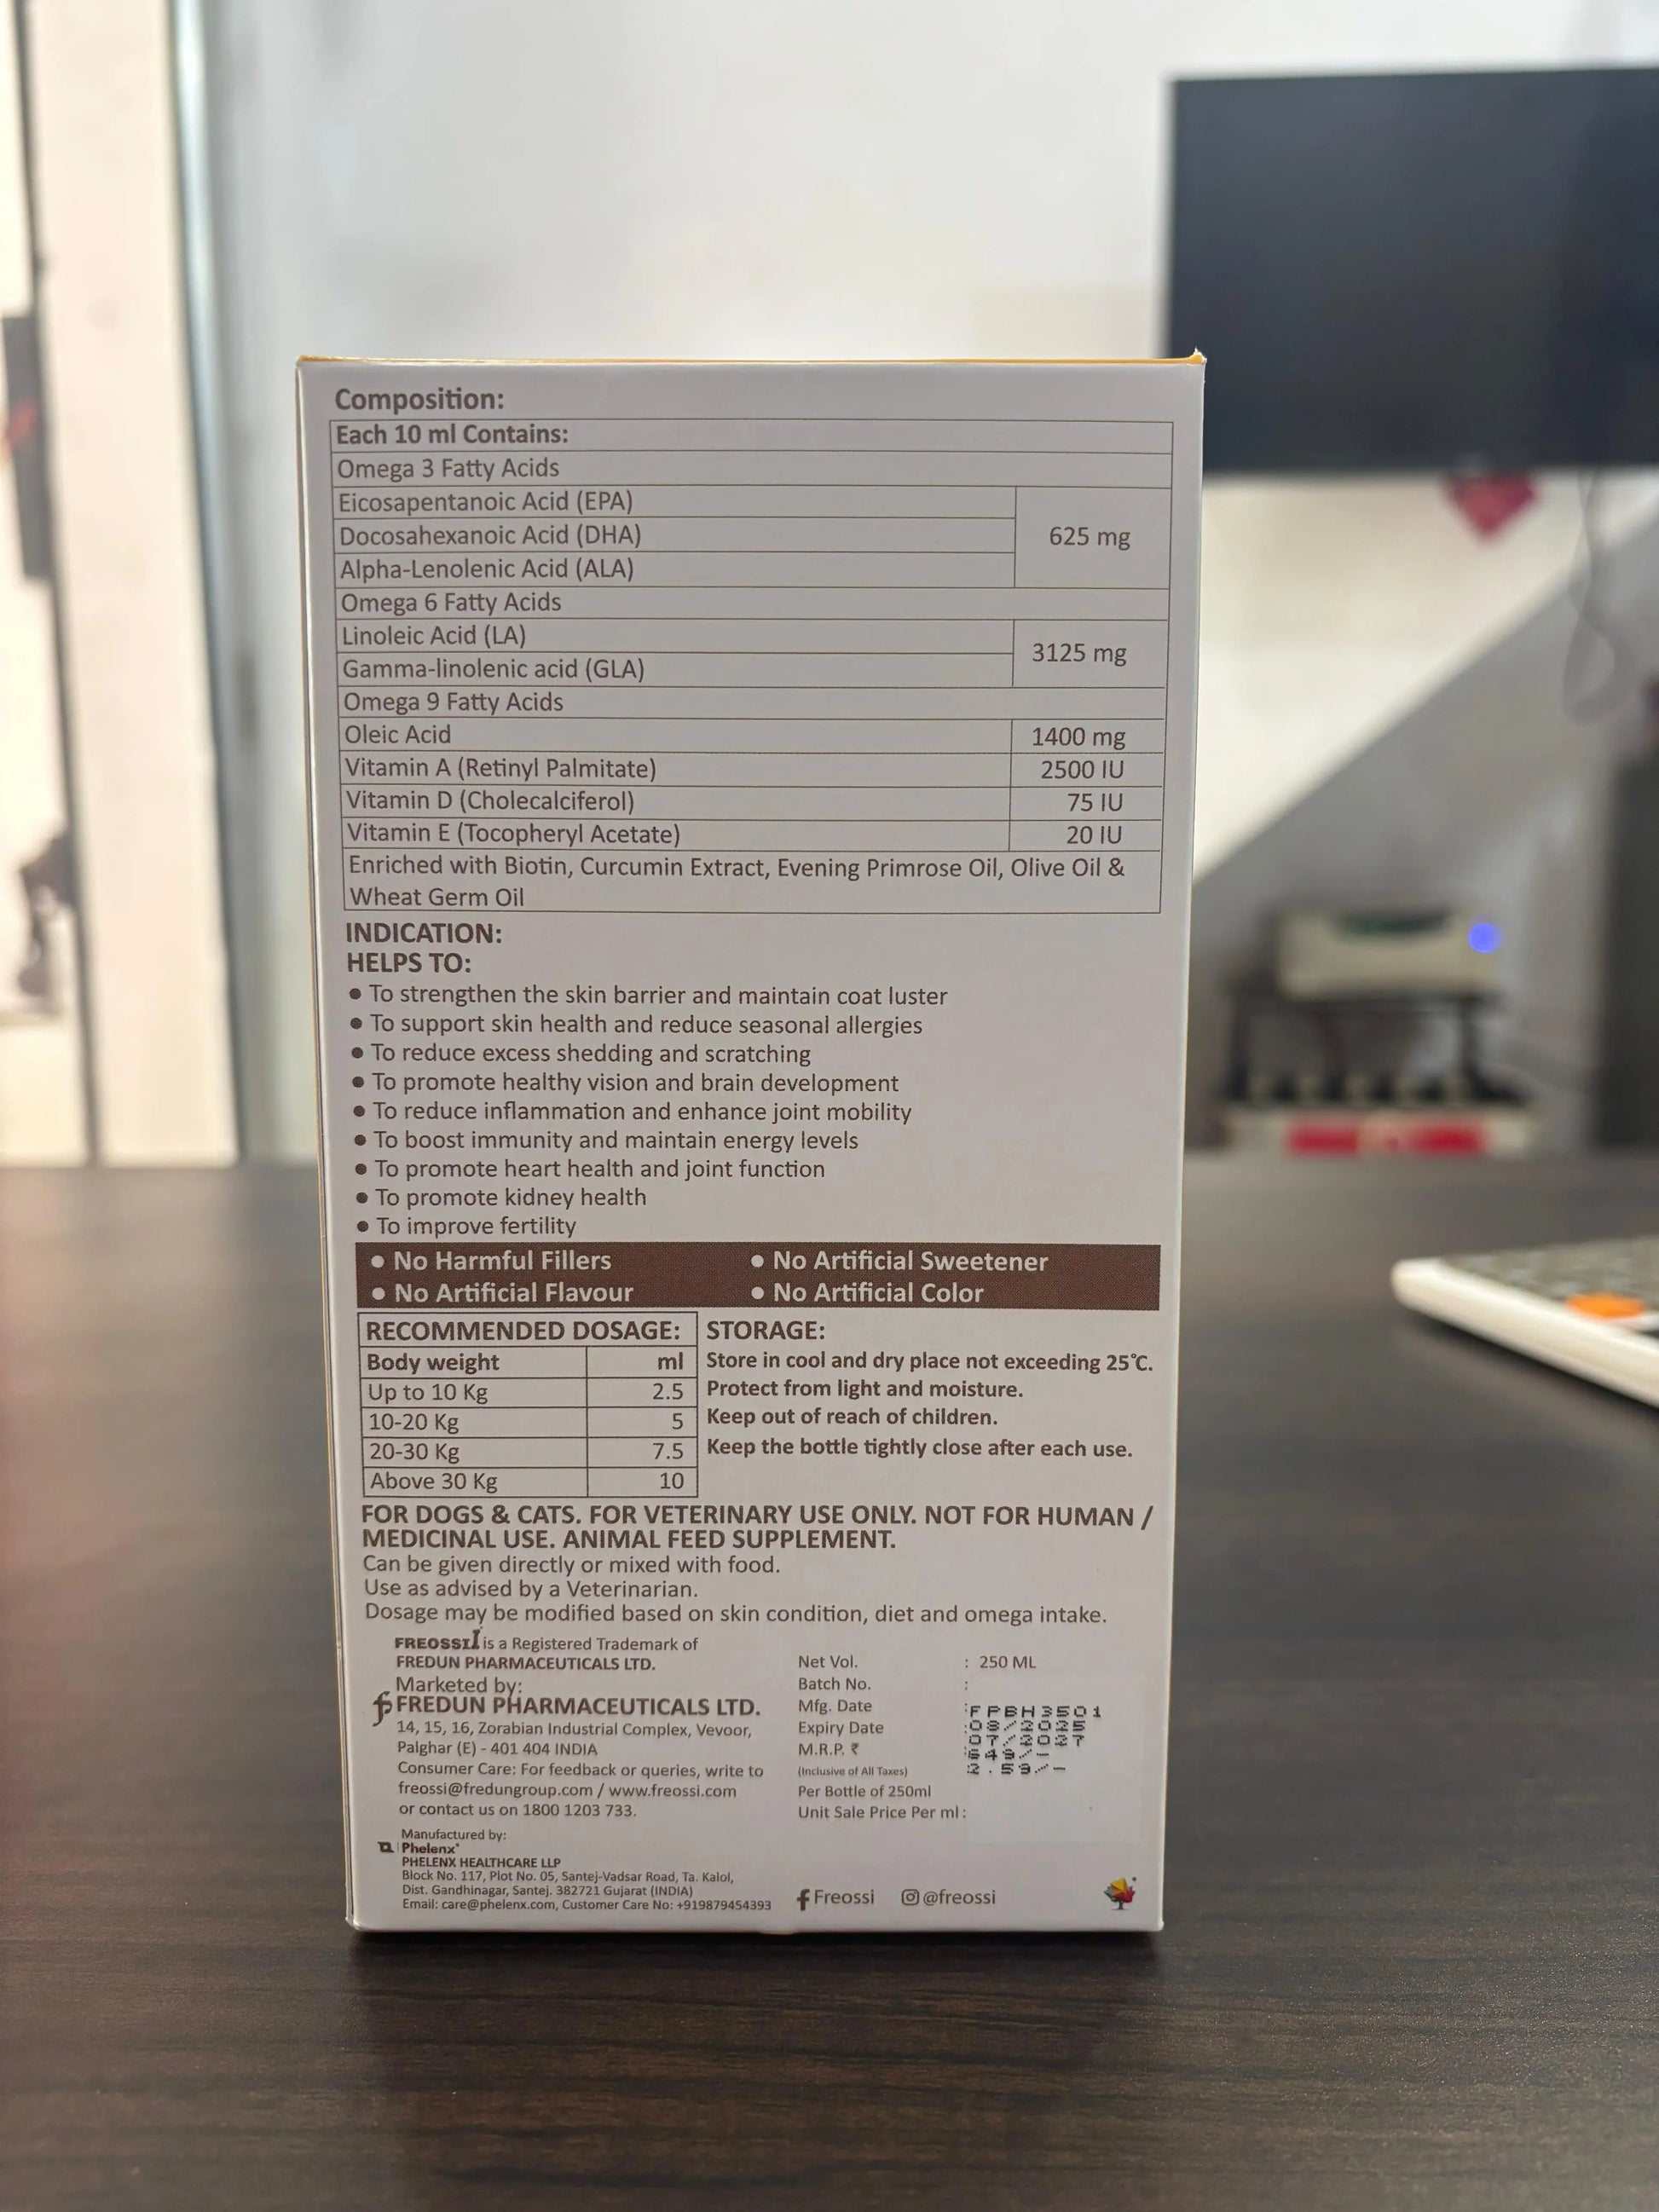 Composition:
Each 10 ml Contains:
Omega 3 Fatty Acids
Eicosapentanoic Acid (EPA)
Docosahexanoic Acid (DHA)
625 mg
Alpha-Lenolenic Acid (ALA)
Omega 6 Fatty Acids
Linoleic Acid (LA)
3125 mg
Gamma-linolenic acid (GLA)
Omega 9 Fatty Acids
Oleic Acid 1400 mg
Vitamin A (Retinyl Palmitate) 2500 IU
Vitamin D (Cholecalciferol) 75 IU
Vitamin E (Tocopheryl Acetate) 20 IU
Enriched with Biotin, Curcumin Extract, Evening Primrose Oil, Olive Oil &
Wheat Germ Oil
INDICATION:
HELPS TO:
• To strengthen the skin barrier and maintain coat luster
• To support skin health and reduce seasonal allergies
• To reduce excess shedding and scratching
• To promote healthy vision and brain development
• To reduce inflammation and enhance joint mobility
• To boost immunity and maintain energy levels
• To promote heart health and joint function
• To promote kidney health
• To improve fertility
• No Harmful Fillers • No Artificial Sweetener
• No Artificial Flavour • No Artificial Color
RECOMMENDED DOSAGE:
Body weight ml
Up to 10 Kg 2.5
10-20 Kg 5
20-30 Kg 7.5
Above 30 Kg 10
STORAGE:
Store in cool and dry place not exceeding 25°C.
Protect from light and moisture.
Keep out of reach of children.
Keep the bottle tightly close after each use.
FOR DOGS & CATS. FOR VETERINARY USE ONLY. NOT FOR HUMAN /
MEDICINAL USE. ANIMAL FEED SUPPLEMENT.
Can be given directly or mixed with food.
Use as advised by a Veterinarian.
Dosage may be modified based on skin condition, diet and omega intake.
FREOSSI is a Registered Trademark of
FREDUN PHARMACEUTICALS LTD.
Marketed by:
FREDUN PHARMACEUTICALS LTD.
14, 15, 16, Zorabian Industrial Complex, Vevoor,
Palghar (E) - 401 404 INDIA
Consumer Care: For feedback or queries, write to
freossi@fredungroup.com / www.freossi.com
or contact us on 1800 1203 733.
Manufactured by:
Phelenx
PHELENX HEALTHCARE LLP
Block No. 117, Plot No. 05, Santej-Vadsar Road, Ta. Kalol,
Dist. Gandhinagar, Santej. 382721 Gujarat (INDIA)
Email: care@phelenx.com, Customer Care No: +919879454393
Net Vol. : 250 ML
Batch No. :
Mfg. Date :
Expiry Date :
M.R.P. ₹ :
(Inclusive of All Taxes)
Per Bottle of 250ml
Unit Sale Price Per ml :
FPBH3501
08/2025
07/2027
649/-
2.59/-
Freossi @freossi